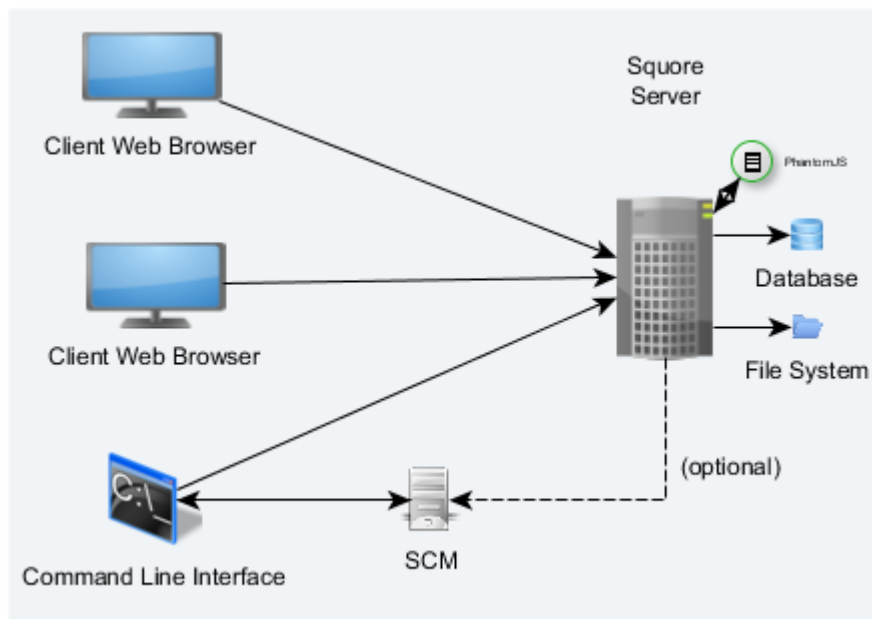 Squore
Server
Client Web Browser
PhantomJS
Database
Client Web Browser
File System
(optional)
C:\_
SCM
Command Line Interface